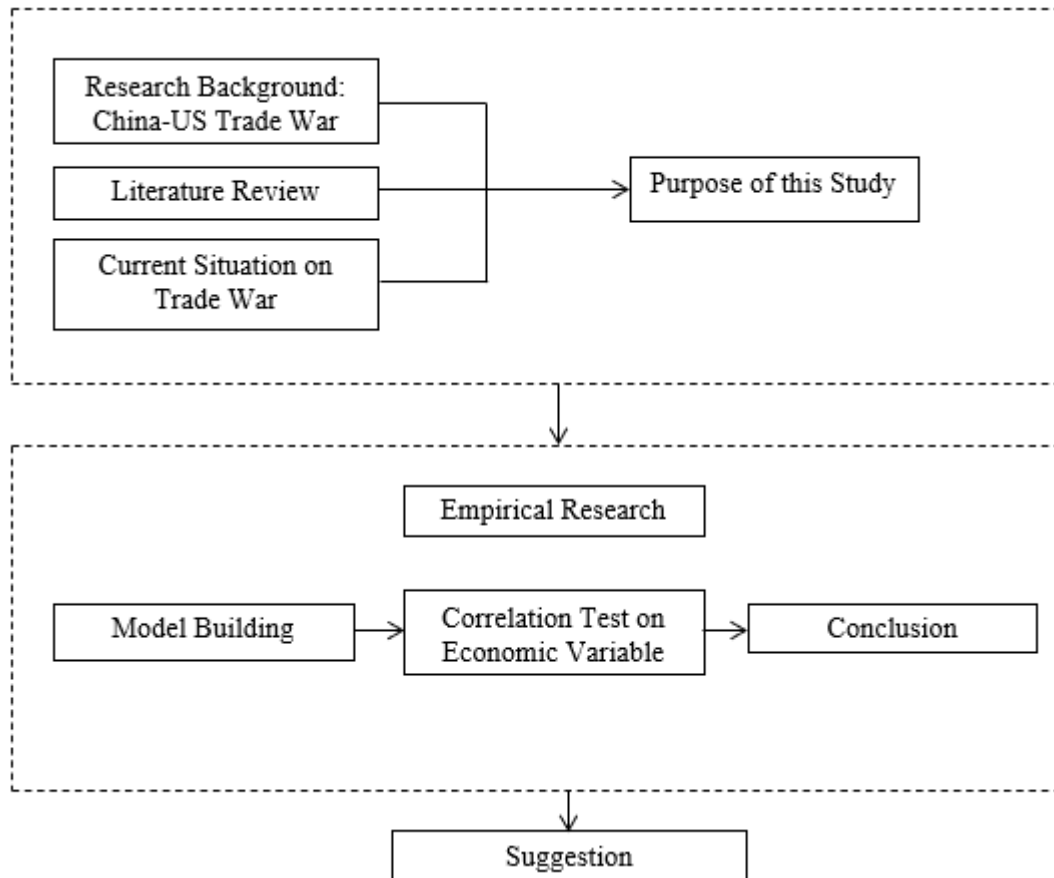 Research Background:
China-US Trade War
Literature Review
Purpose of this Study
Current Situation on
Trade War
Empirical Research
Model Building
Correlation Test on
Economic Variable
Conclusion
Suggestion